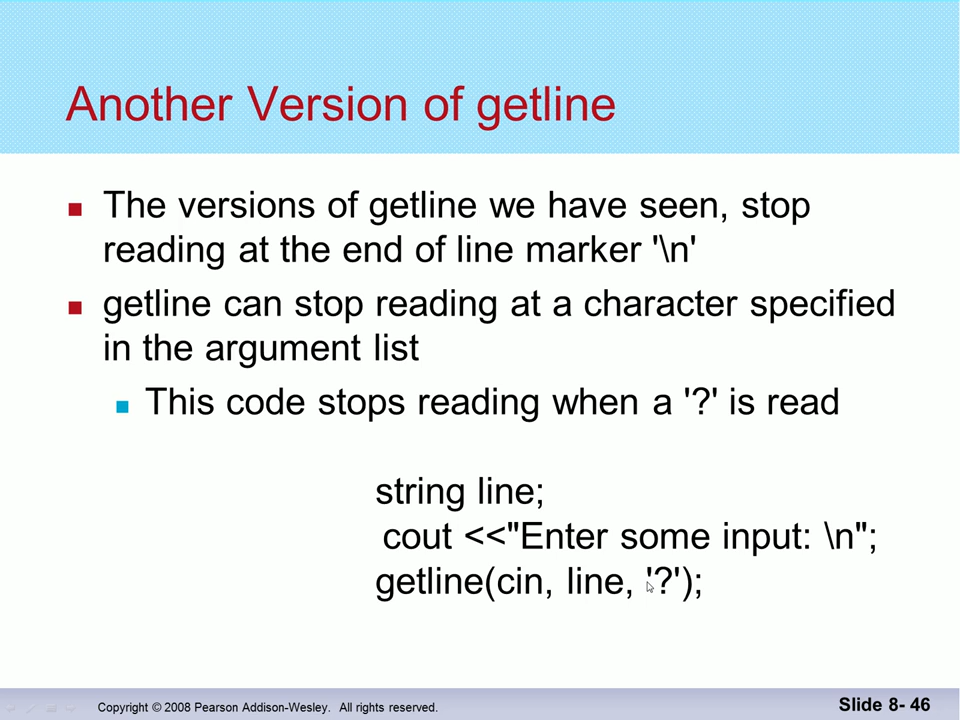 Another Version of getline
The versions of getline we have seen, stop
reading at the end of line marker '\n'
getline can stop reading at a character specified
in the argument list
This code stops reading when a '?' is read
string line;
cout <<"Enter some input: \n";
getline(cin, line, '?');
Copyright © 2008 Pearson Addison-Wesley. All rights reserved.
Slide 8- 46